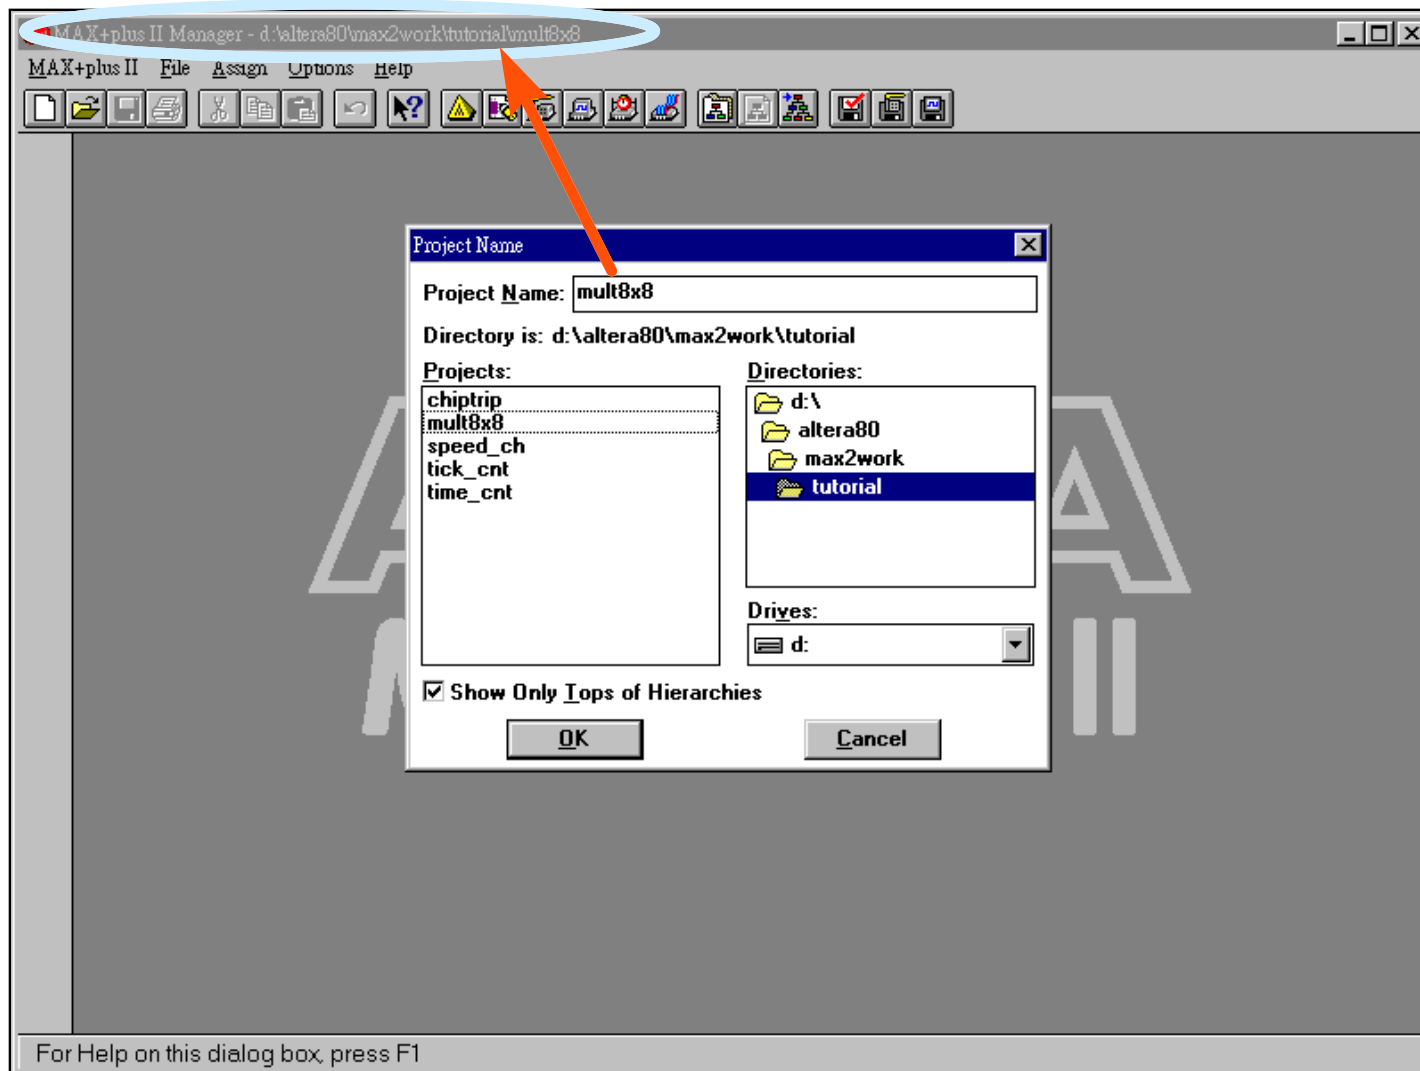 MAX+plus II Manager - d:\altera80\max2work\tutorial\mult8x8
MAX+plus II File Assign Options Help
Project Name
Project Name: mult8x8
Directory is: d:\altera80\max2work\tutorial
Projects:
chiptrip
mult8x8
speed_ch
tick_cnt
time_cnt
Directories:
d:\
altera80
max2work
tutorial
Drives:
d:
Show Only Tops of Hierarchies
OK
Cancel
For Help on this dialog box, press F1